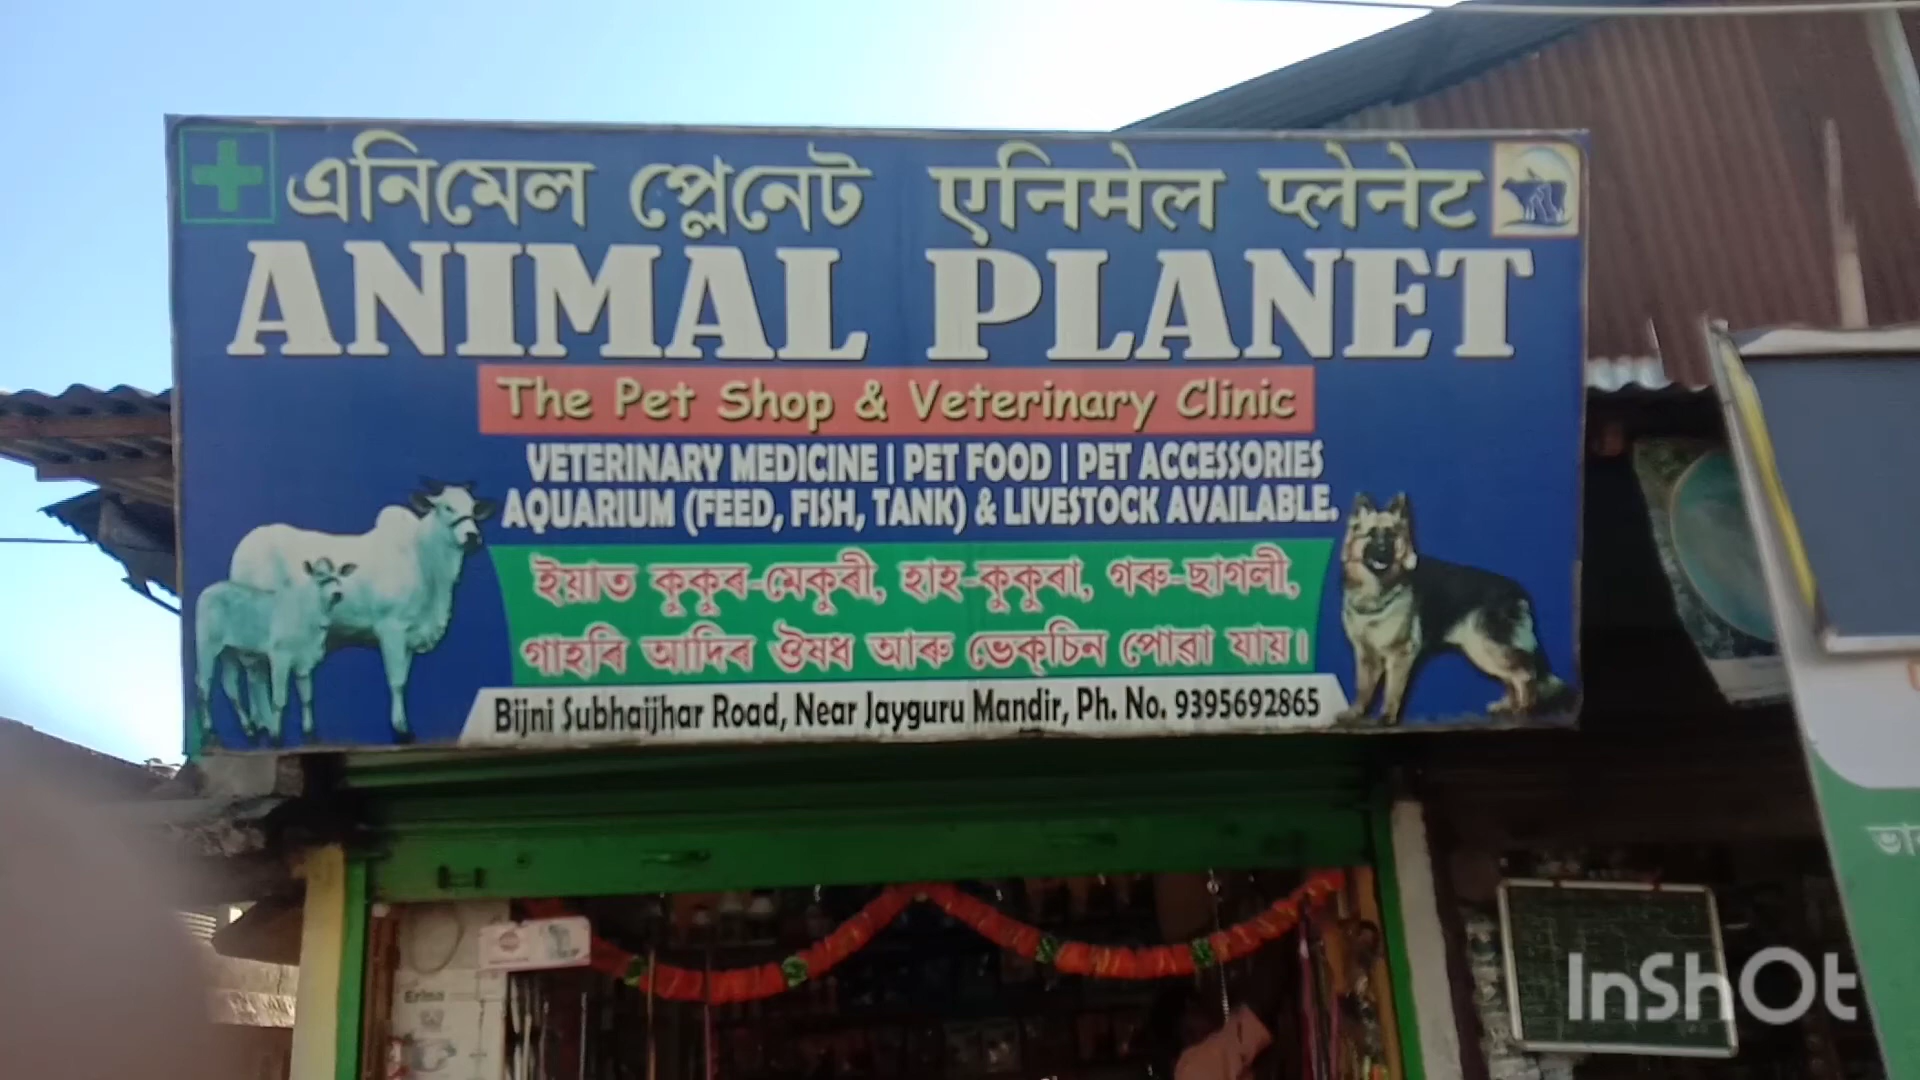 এনিমেল প্লেনেট एनिमेल प्लेनेट
ANIMAL PLANET
The Pet Shop & Veterinary Clinic
VETERINARY MEDICINE | PET FOOD | PET ACCESSORIES
AQUARIUM (FEED, FISH, TANK) & LIVESTOCK AVAILABLE.
ইয়াত কুকুৰ-মেকুৰী, হাহ-কুকুৰা, গৰু-ছাগলী,
গাহৰি আদিৰ ঔষধ আৰু ভেক্চিন পোৱা যায়।
Bijni Subhaijhar Road, Near Jayguru Mandir, Ph. No. 9395692865
Erina
InShOt